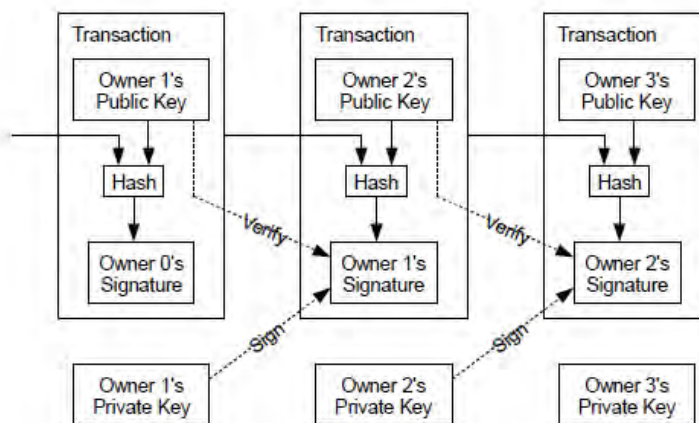 Transaction
Owner 1's
Public Key
Hash
Owner 0's
Signature
Transaction
Owner 2's
Public Key
Hash
Verify
Owner 1's
Signature
Transaction
Owner 3's
Public Key
Hash
Verify
Owner 2's
Signature
Sign
Sign
Owner 1's
Private Key
Owner 2's
Private Key
Owner 3's
Private Key